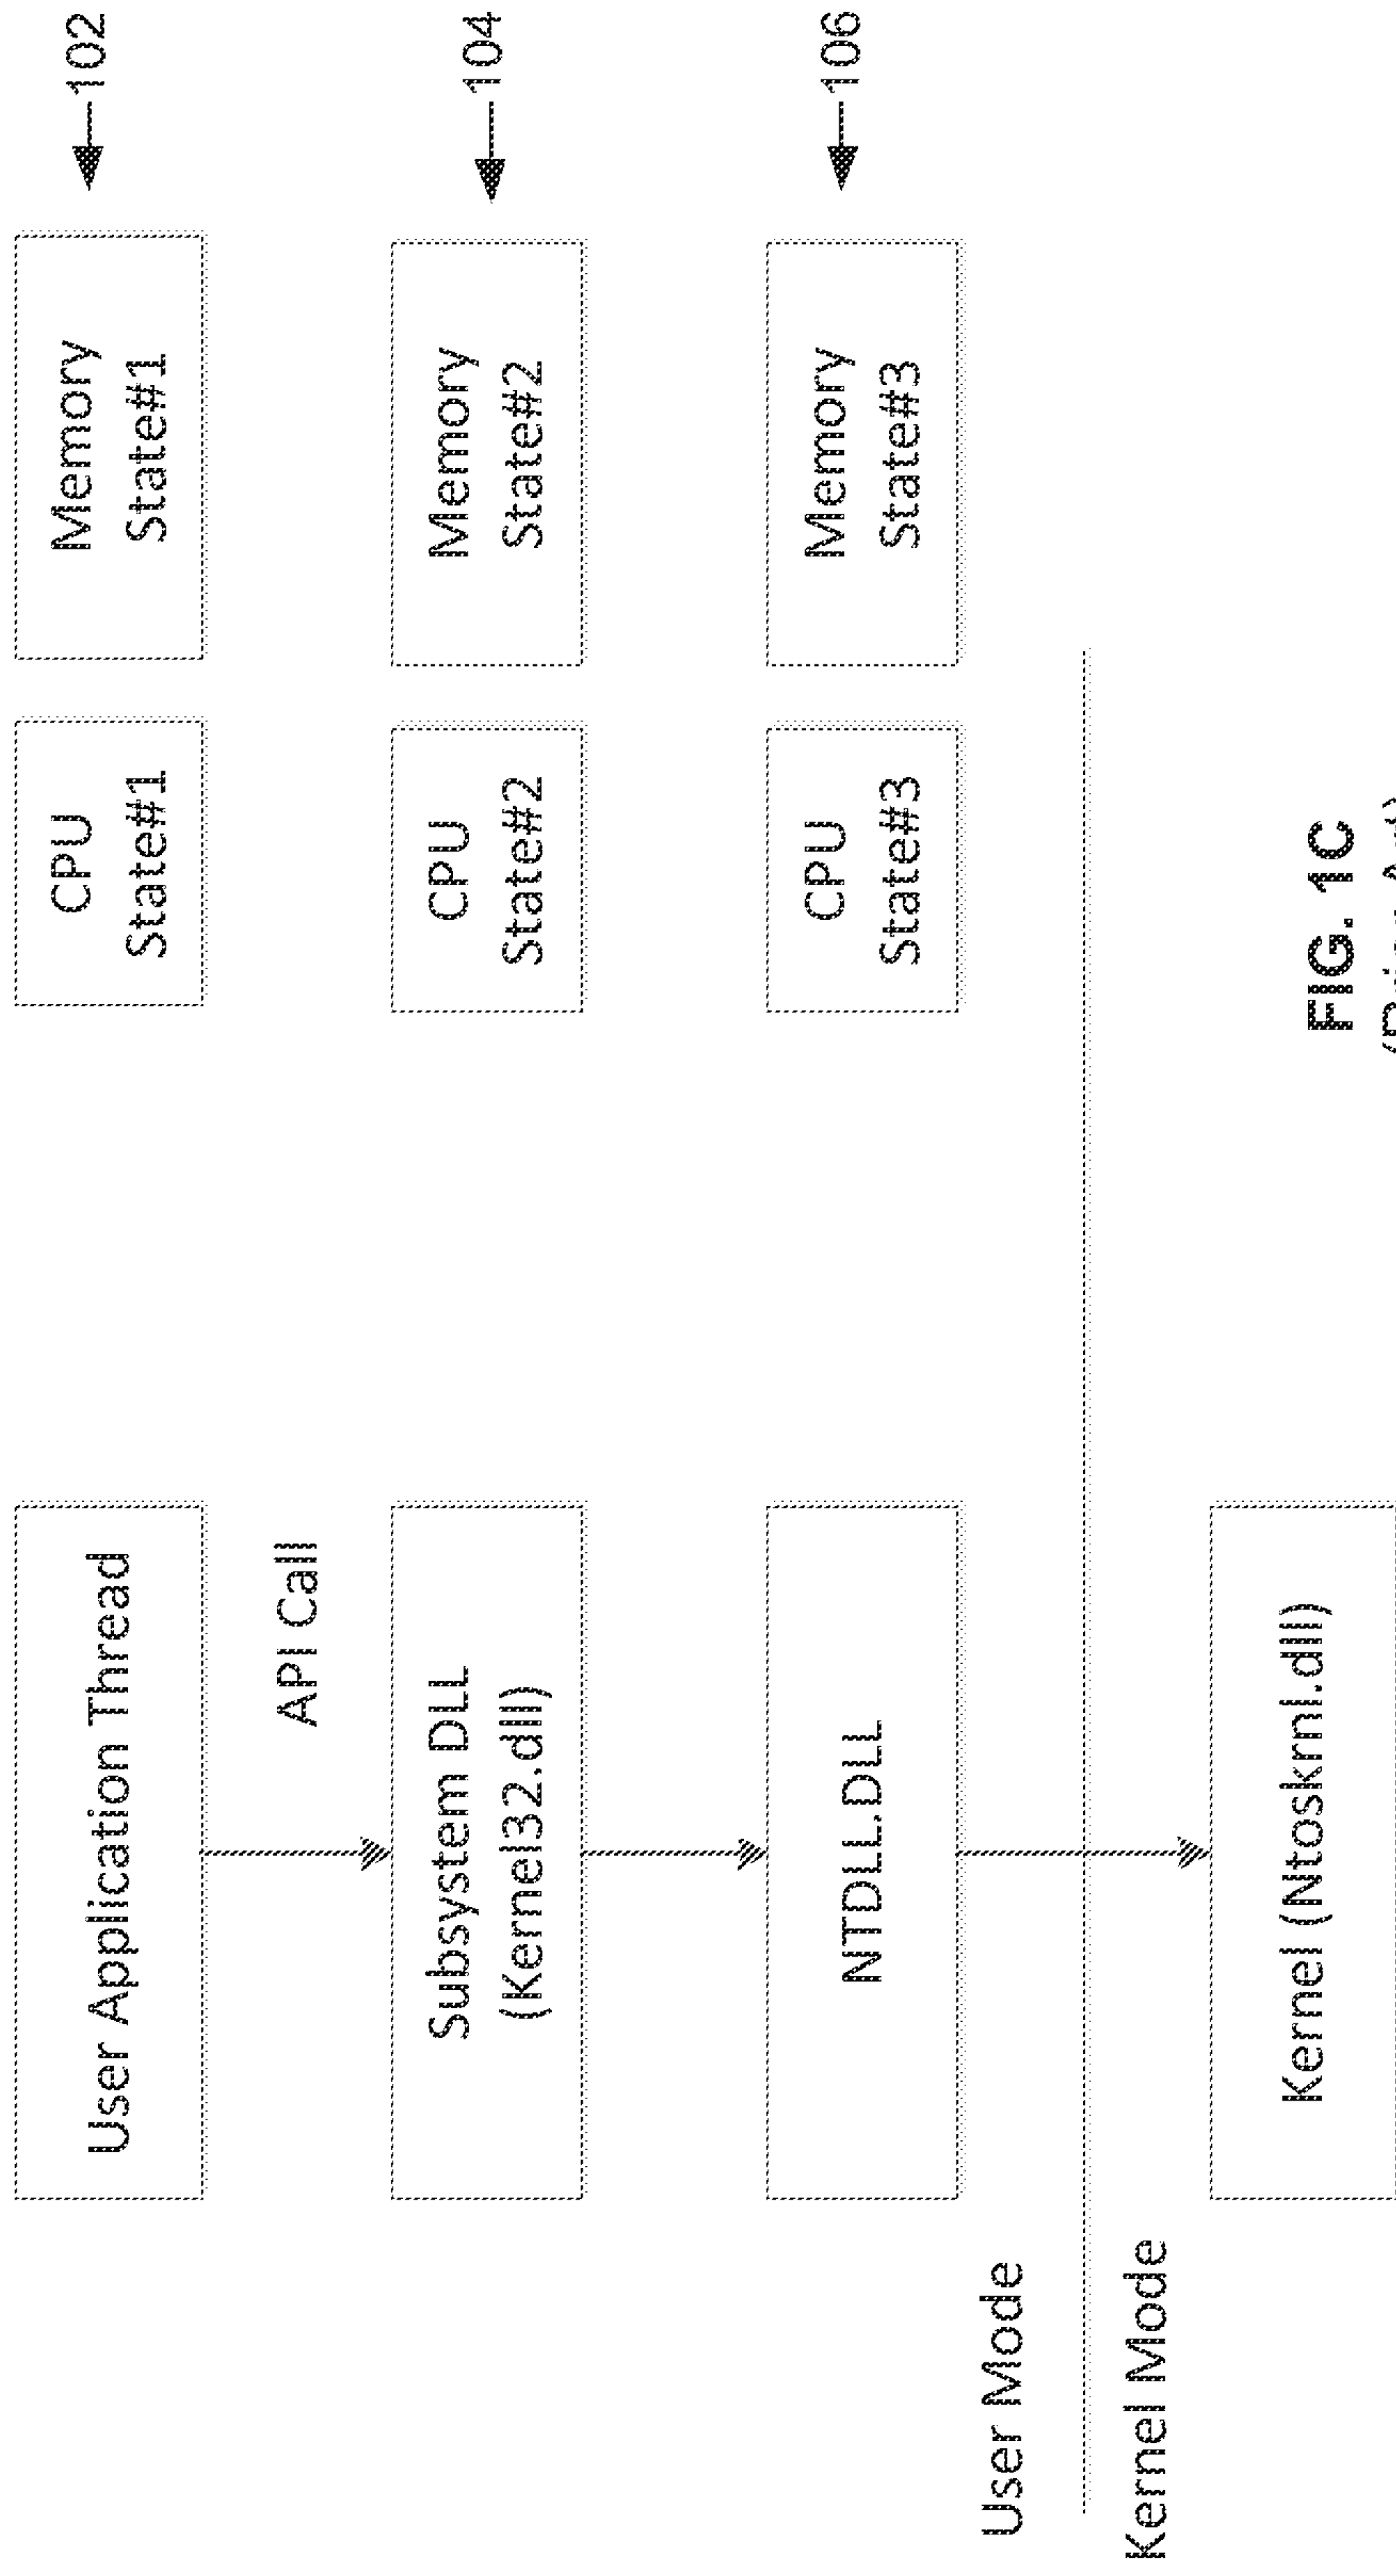 User Application Thread
CPU
State#1
Memory
State#1
102
API Call
Subsystem DLL
(Kernel32.dll)
CPU
State#2
Memory
State#2
104
NTDLL.DLL
CPU
State#3
Memory
State#3
106
User Mode
Kernel Mode
Kernel (Ntoskrnl.dll)
FIG. 1C